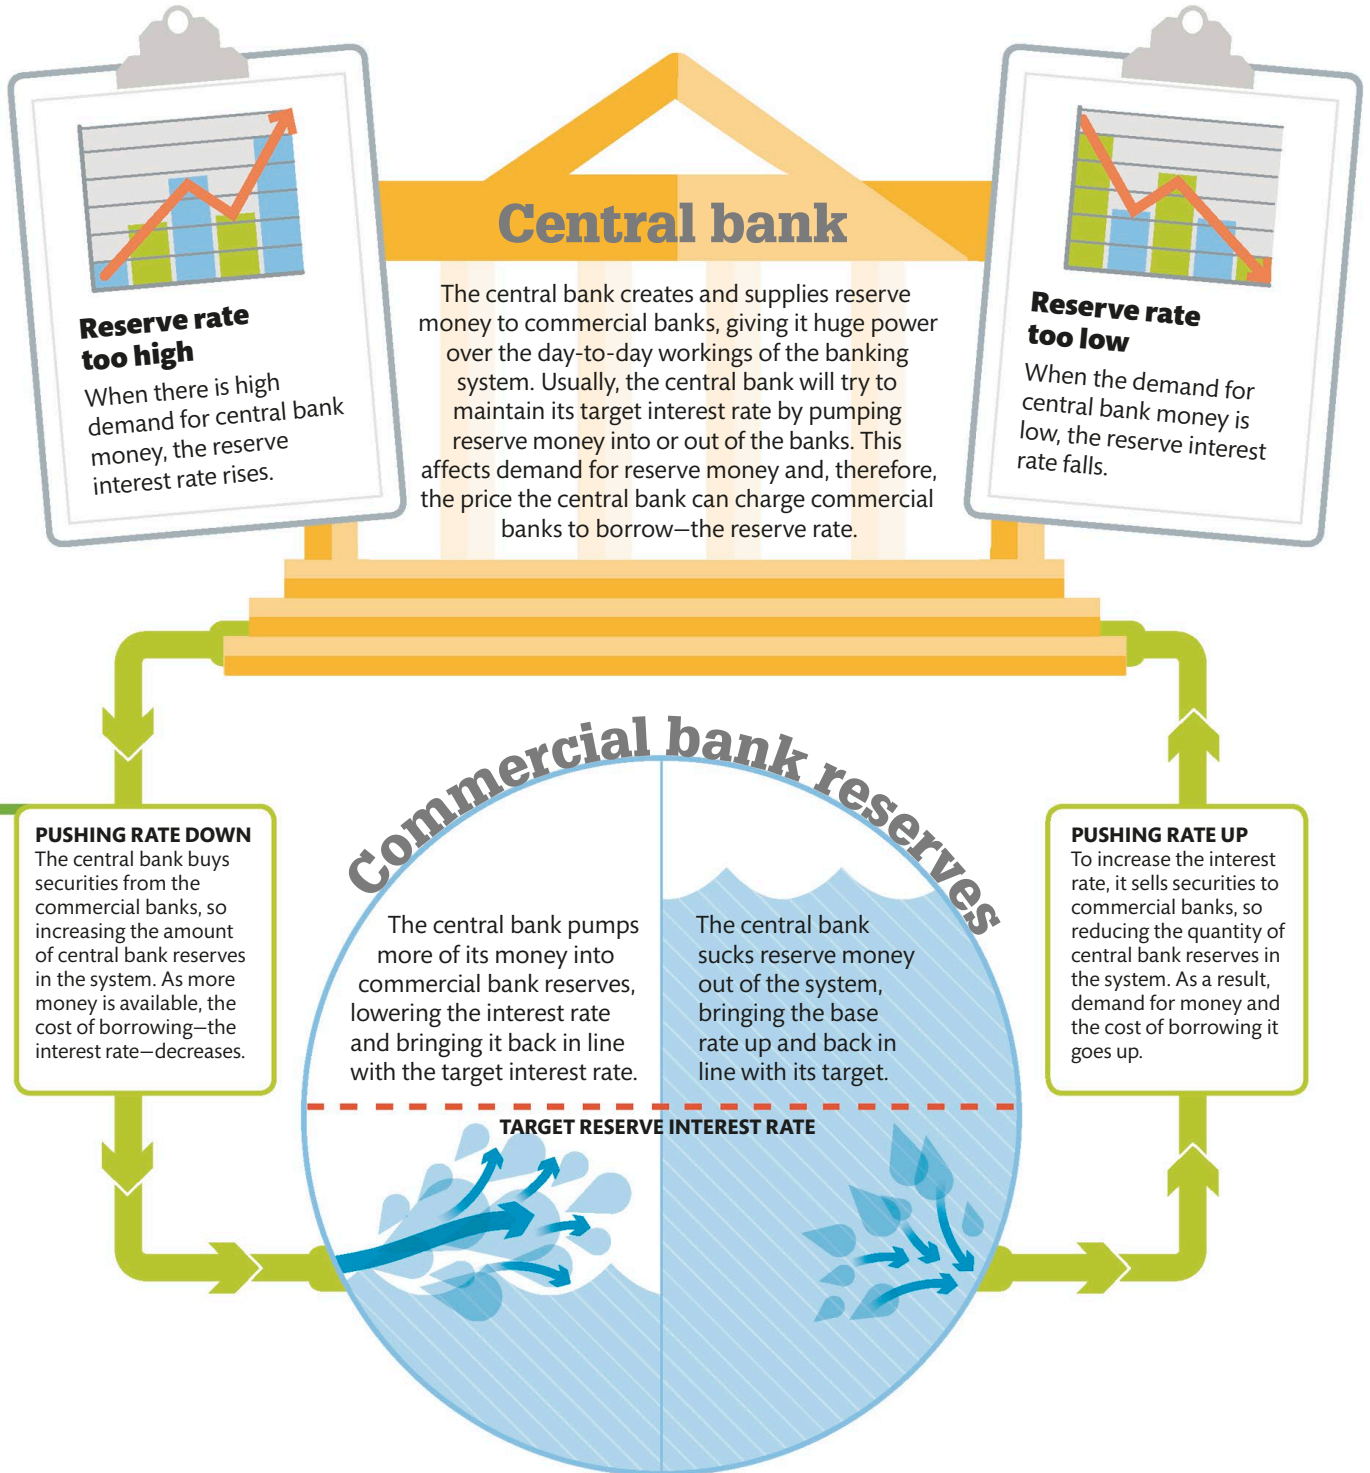 Central bank
The central bank creates and supplies reserve
money to commercial banks, giving it huge power
over the day-to-day workings of the banking
system. Usually, the central bank will try to
maintain its target interest rate by pumping
reserve money into or out of the banks. This
affects demand for reserve money and, therefore,
the price the central bank can charge commercial
banks to borrow—the reserve rate.
Reserve rate
too high
When there is high
demand for central bank
money, the reserve
interest rate rises.
Reserve rate
too low
When the demand for
central bank money is
low, the reserve interest
rate falls.
PUSHING RATE DOWN
The central bank buys
securities from the
commercial banks, so
increasing the amount
of central bank reserves
in the system. As more
money is available, the
cost of borrowing—the
interest rate—decreases.
Commercial bank reserves
The central bank pumps
more of its money into
commercial bank reserves,
lowering the interest rate
and bringing it back in line
with the target interest rate.
The central bank
sucks reserve money
out of the system,
bringing the base
rate up and back in
line with its target.
TARGET RESERVE INTEREST RATE
PUSHING RATE UP
To increase the interest
rate, it sells securities to
commercial banks, so
reducing the quantity of
central bank reserves in
the system. As a result,
demand for money and
the cost of borrowing it
goes up.